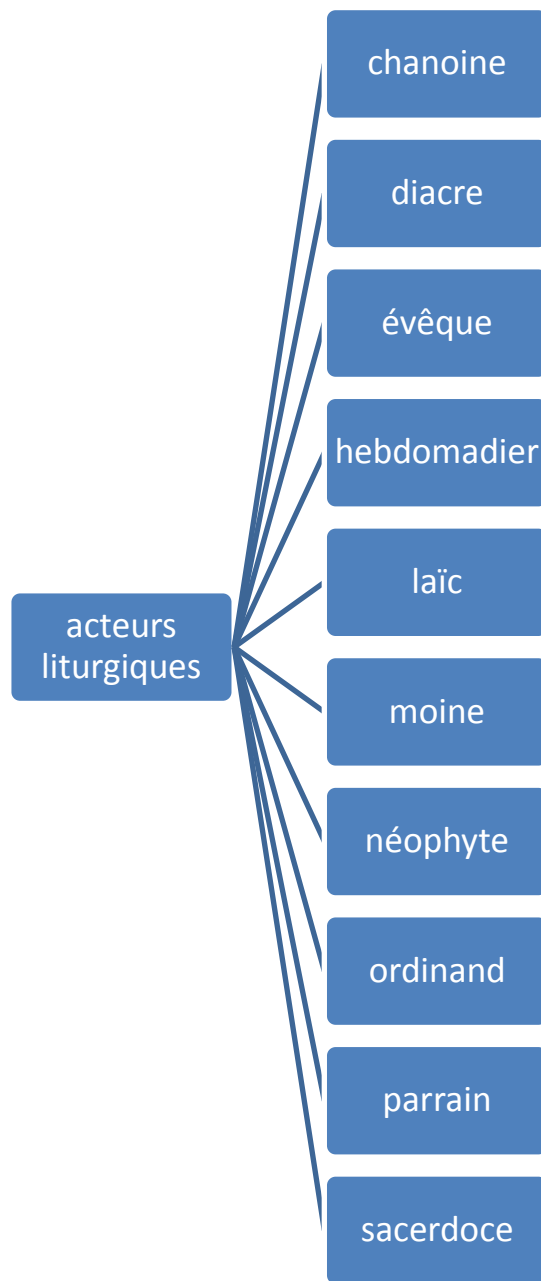 chanoine
diacre
évêque
hebdomadier
laïc
acteurs
liturgiques
moine
néophyte
ordinand
parrain
sacerdoce